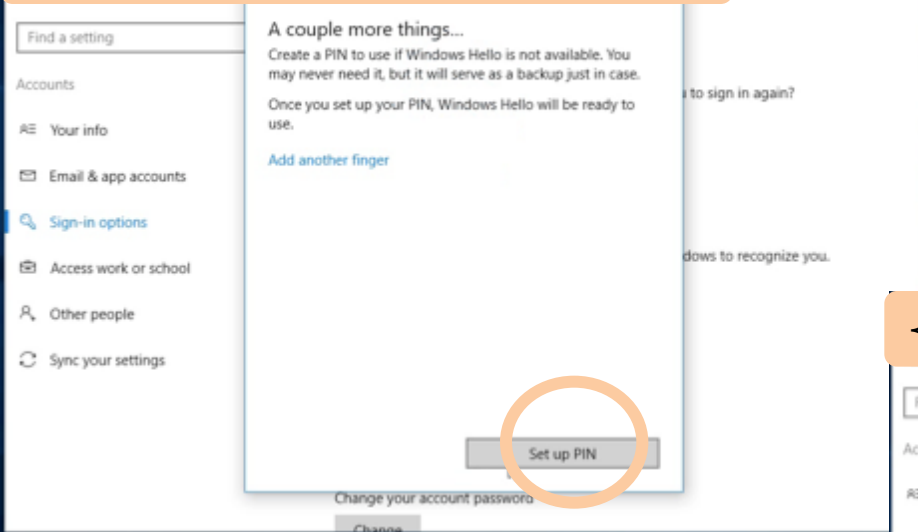 Find a setting
Accounts
Your info
Email & app accounts
Sign-in options
Access work or school
Other people
Sync your settings
A couple more things...
Create a PIN to use if Windows Hello is not available. You
may never need it, but it will serve as a backup just in case.
Once you set up your PIN, Windows Hello will be ready to
use.
Add another finger
Set up PIN
to sign in again?
dows to recognize you.
Change your account password
Change